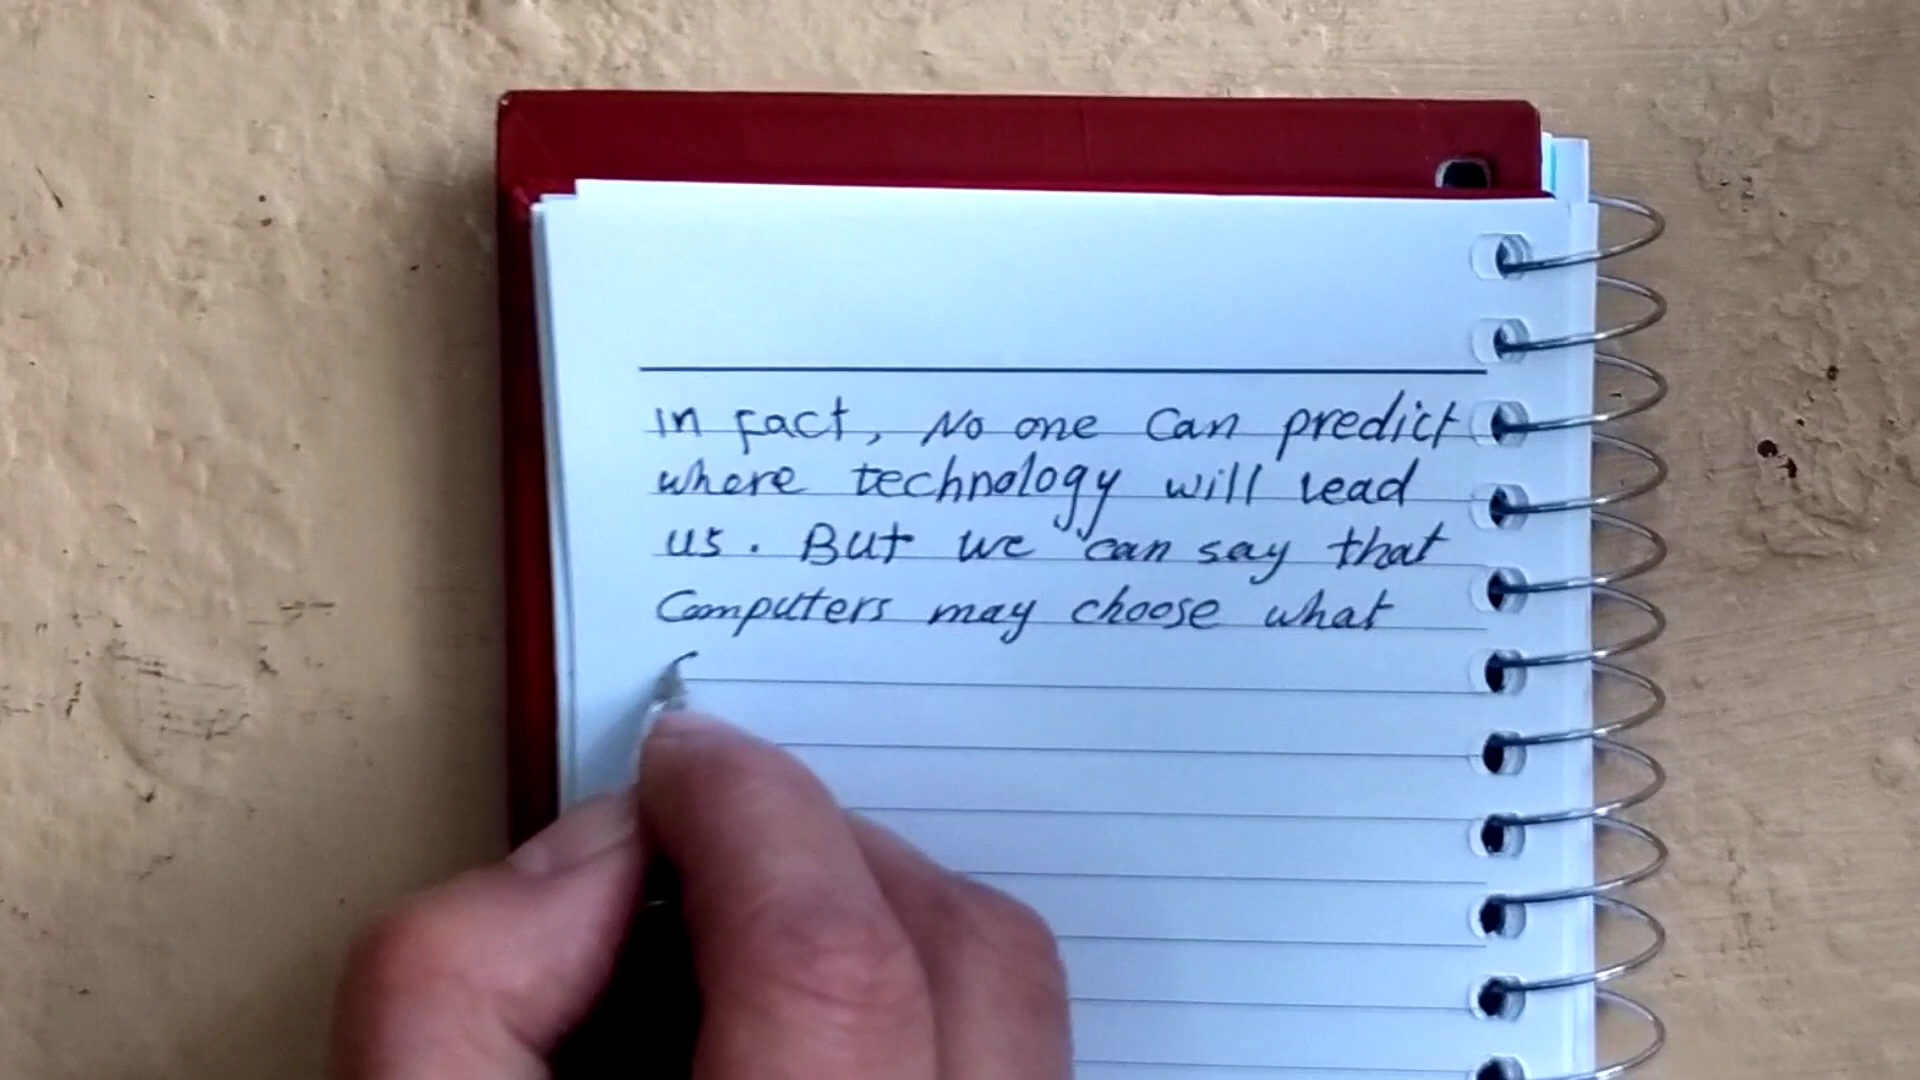 In fact, No one can predict
where technology will lead
us. But we can say that
Computers may choose what